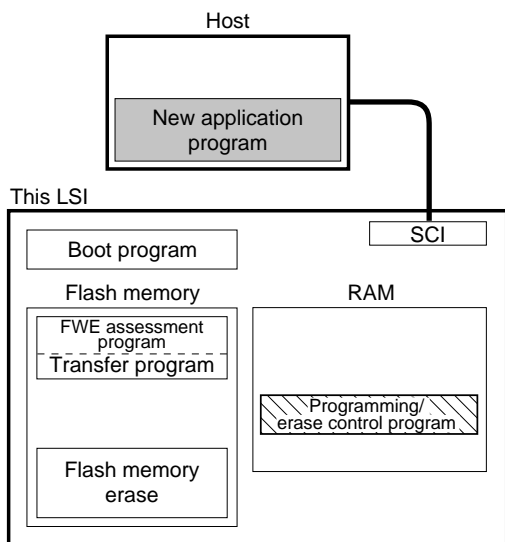 Host
New application
program
This LSI
SCI
Boot program
Flash memory
RAM
FWE assessment
program
Transfer program
Programming/
erase control program
Flash memory
erase